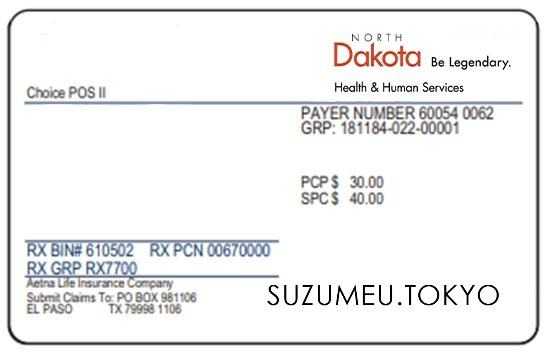 NORTH
Dakota Be Legendary.
Health & Human Services
Choice POS II
PAYER NUMBER 60054 0062
GRP: 181184-022-00001
PCP $ 30.00
SPC $ 40.00
RX BIN# 610502 RX PCN 00670000
RX GRP RX7700
Aetna Life Insurance Company
Submit Claims To: PO BOX 981106
EL PASO TX 79998 1106
SUZUMEU.TOKYO